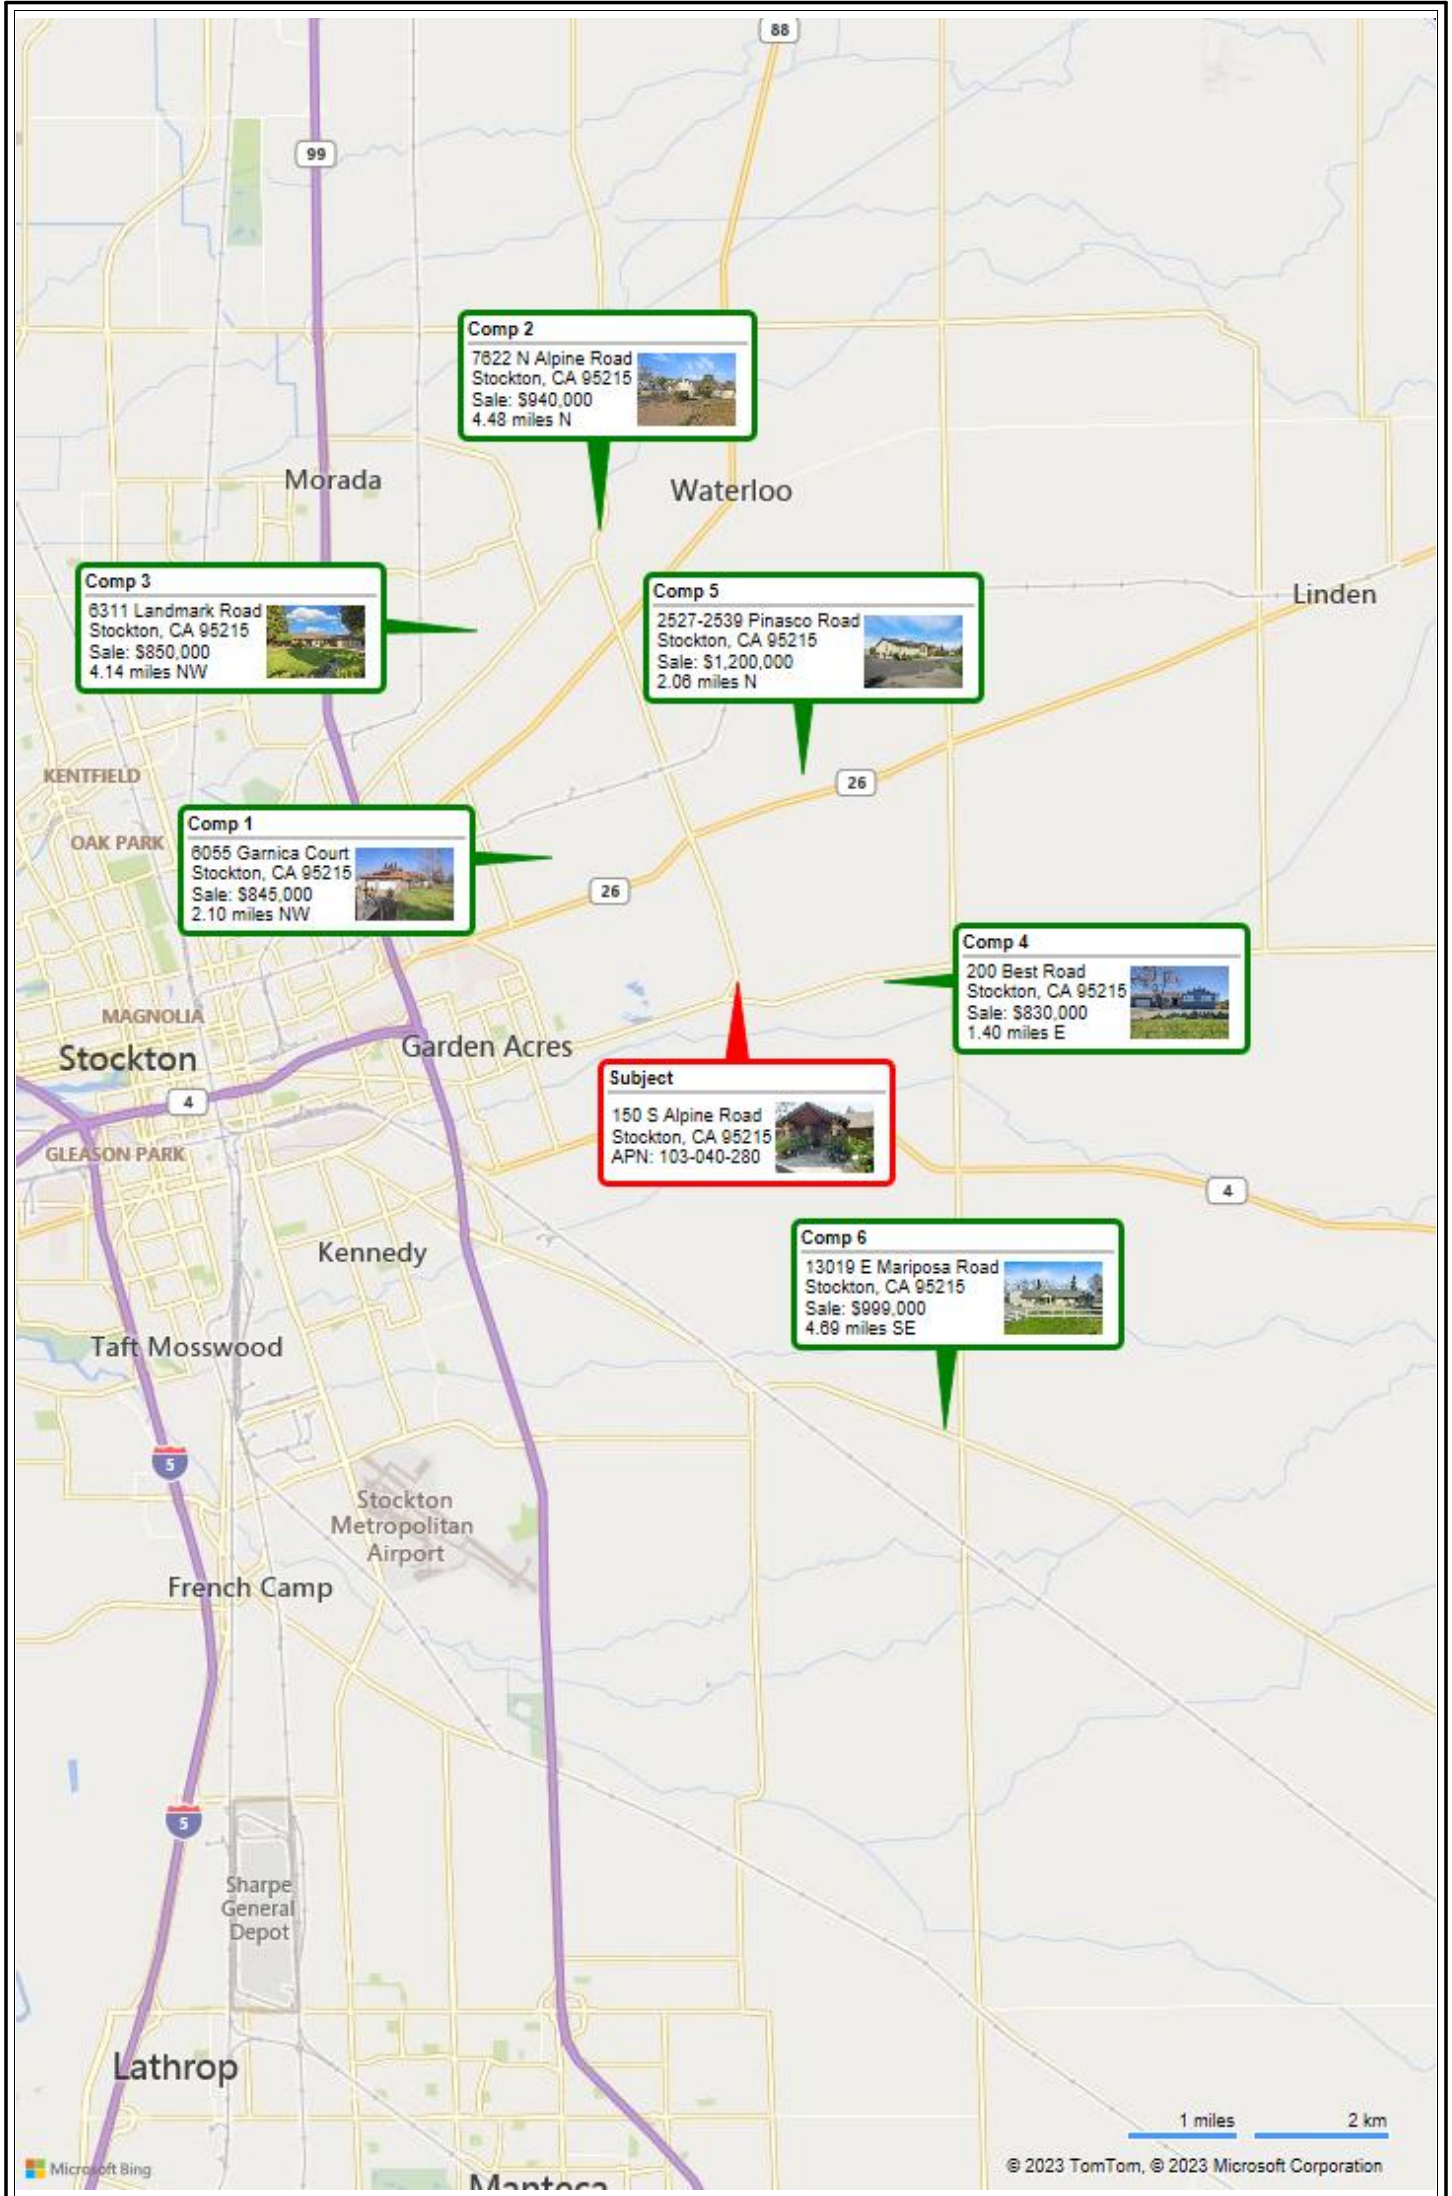 88
99
Comp 2
7622 N Alpine Road
Stockton, CA 95215
Sale: $940,000
4.48 miles N
Morada
Waterloo
Comp 3
6311 Landmark Road
Stockton, CA 95215
Sale: $850,000
4.14 miles NW
Comp 5
2527-2539 Pinasco Road
Stockton, CA 95215
Sale: $1,200,000
2.06 miles N
Linden
KENTFIELD
26
OAK PARK
Comp 1
6055 Garnica Court
Stockton, CA 95215
Sale: $845,000
2.10 miles NW
26
Comp 4
200 Best Road
Stockton, CA 95215
Sale: $830,000
1.40 miles E
MAGNOLIA
Stockton
Garden Acres
4
Subject
150 S Alpine Road
Stockton, CA 95215
APN: 103-040-280
GLEASON PARK
4
Comp 6
13019 E Mariposa Road
Stockton, CA 95215
Sale: $999,000
4.69 miles SE
Kennedy
Taft Mosswood
5
Stockton
Metropolitan
Airport
French Camp
5
Sharpe
General
Depot
Lathrop
1 miles
2 km
Microsoft Bing
© 2023 TomTom, © 2023 Microsoft Corporation
Manteca